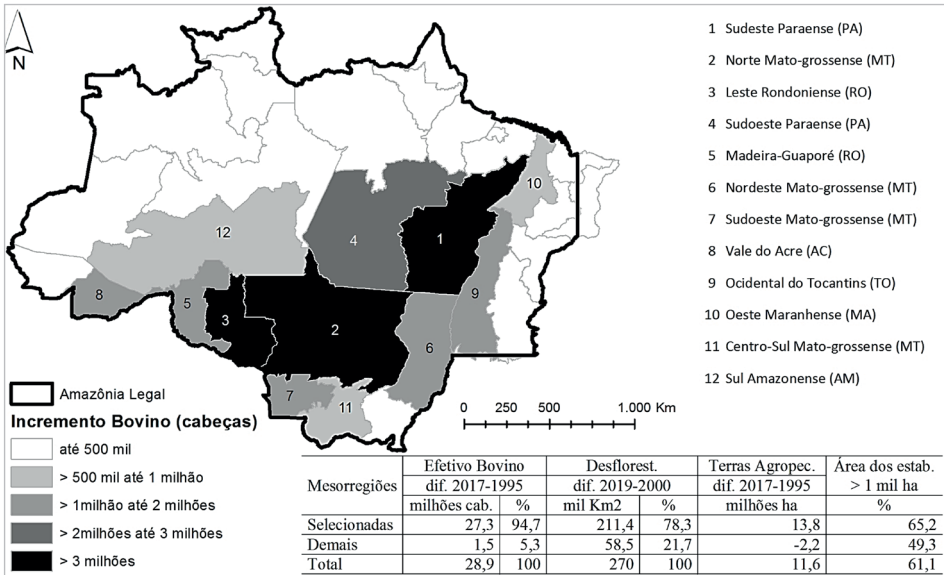 N
1 Sudeste Paraense (PA)
2 Norte Mato-grossense (MT)
3 Leste Rondoniense (RO)
4 Sudoeste Paraense (PA)
5 Madeira-Guaporé (RO)
6 Nordeste Mato-grossense (MT)
7 Sudoeste Mato-grossense (MT)
8 Vale do Acre (AC)
9 Ocidental do Tocantins (TO)
10 Oeste Maranhense (MA)
11 Centro-Sul Mato-grossense (MT)
12 Sul Amazonense (AM)
10
12
4
1
8
5
3
2
9
6
7
11
0 250 500 1.000 Km
Amazônia Legal
Incremento Bovino (cabeças)
até 500 mil
> 500 mil até 1 milhão
> 1milhão até 2 milhões
> 2milhões até 3 milhões
> 3 milhões
Mesorregiões Efetivo Bovino Desflorest. Terras Agropec. Área dos estab.
dif. 2017-1995 dif. 2019-2000 dif. 2017-1995 > 1 mil ha
milhões cab. % mil Km2 % milhões ha %
Selecionadas 27,3 94,7 211,4 78,3 13,8 65,2
Demais 1,5 5,3 58,5 21,7 -2,2 49,3
Total 28,9 100 270 100 11,6 61,1